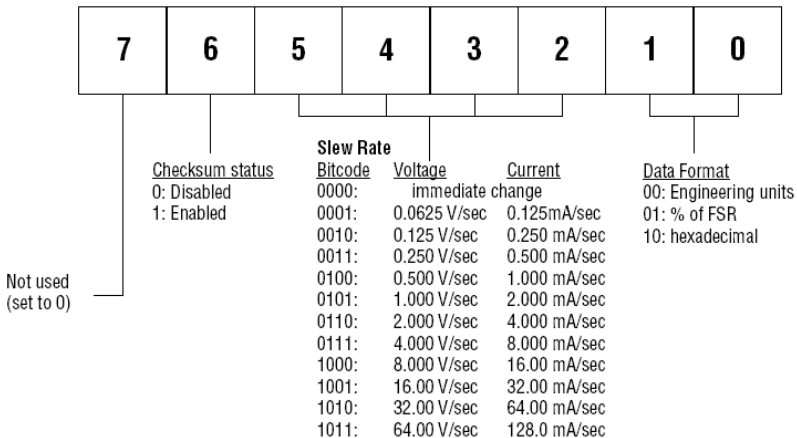 7 6 5 4 3 2 1 0
Slew Rate
Checksum status
0: Disabled
1: Enabled
Bitcode Voltage Current
0000: immediate change
0001: 0.0625 V/sec 0.125mA/sec
0010: 0.125 V/sec 0.250 mA/sec
0011: 0.250 V/sec 0.500 mA/sec
0100: 0.500 V/sec 1.000 mA/sec
0101: 1.000 V/sec 2.000 mA/sec
0110: 2.000 V/sec 4.000 mA/sec
0111: 4.000 V/sec 8.000 mA/sec
1000: 8.000 V/sec 16.00 mA/sec
1001: 16.00 V/sec 32.00 mA/sec
1010: 32.00 V/sec 64.00 mA/sec
1011: 64.00 V/sec 128.0 mA/sec
Data Format
00: Engineering units
01: % of FSR
10: hexadecimal
Not used
(set to 0)